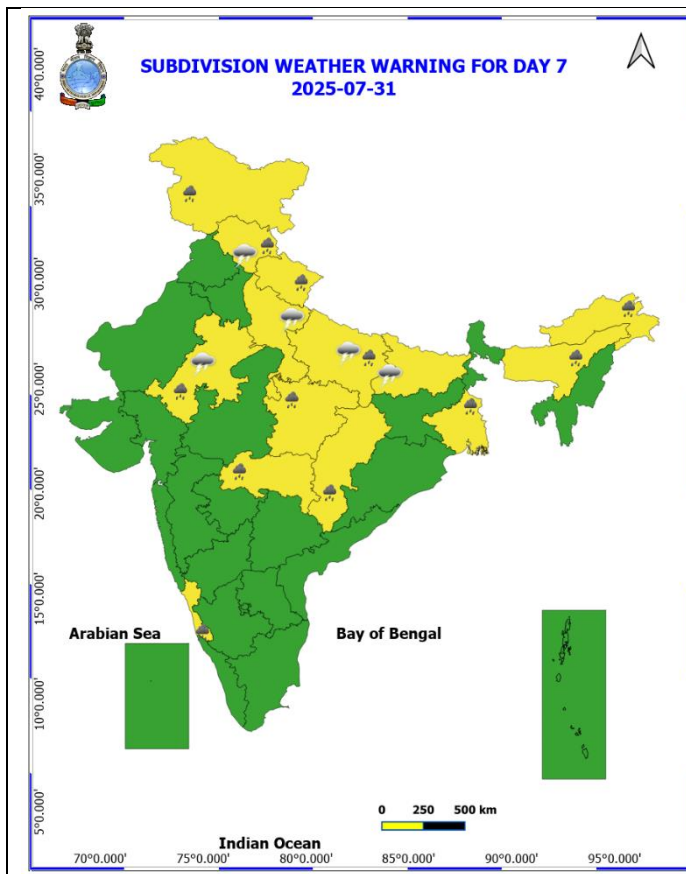 SUBDIVISION WEATHER WARNING FOR DAY 7
2025-07-31
40°0.000'
35°0.000'
30°0.000'
25°0.000'
20°0.000'
15°0.000'
10°0.000'
5°0.000'
Arabian Sea
Bay of Bengal
0 250 500 km
Indian Ocean
70°0.000' 75°0.000' 80°0.000' 85°0.000' 90°0.000' 95°0.000'